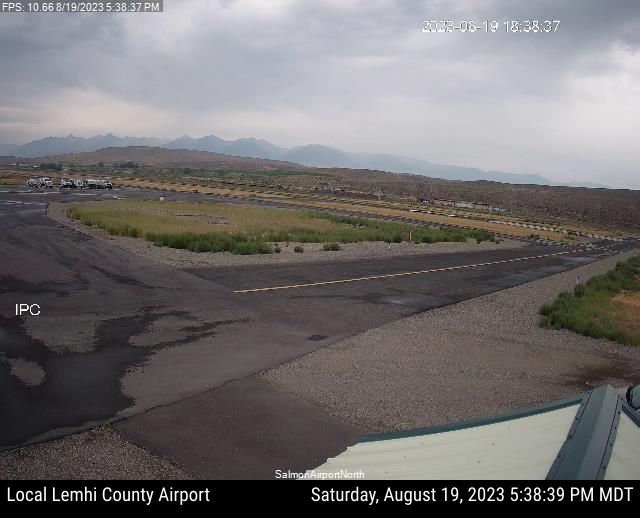 FPS: 10.66 8/19/2023 5:38:37 PM
2023-08-19 18:38:37
IPC
SalmonAirportNorth
Local Lemhi County Airport
Saturday, August 19, 2023 5:38:39 PM MDT